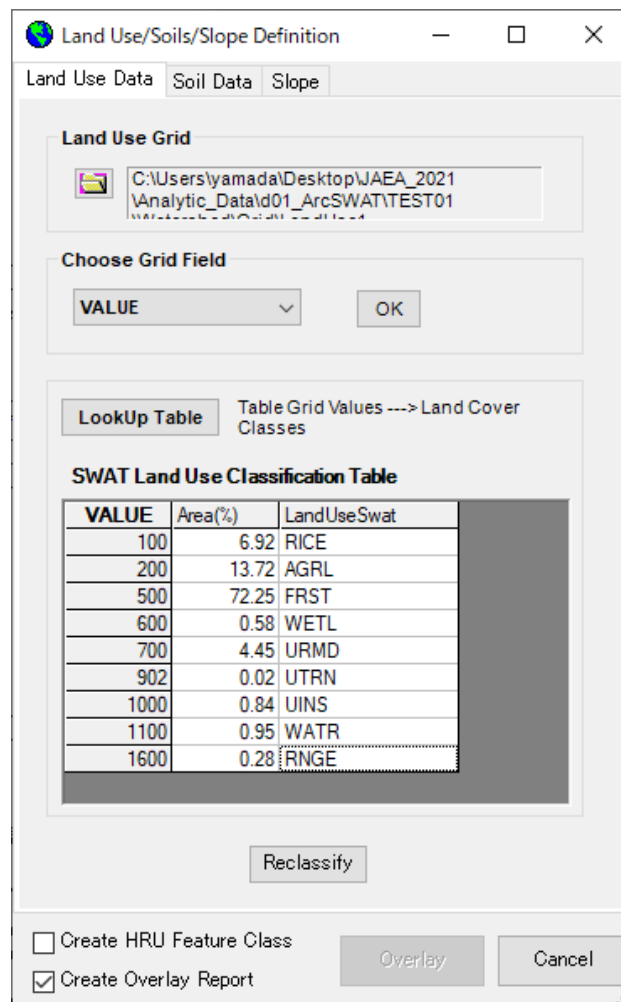 Land Use/Soils/Slope Definition
Land Use Data Soil Data Slope
Land Use Grid
C:\Users\yamada\Desktop\JAEA_2021
\Analytic_Data\d01_ArcSWAT\TEST01
Choose Grid Field
VALUE OK
LookUp Table Table Grid Values ---> Land Cover
Classes
SWAT Land Use Classification Table
VALUE Area(%) LandUseSwat
100 6.92 RICE
200 13.72 AGRL
500 72.25 FRST
600 0.58 WETL
700 4.45 URMD
902 0.02 UTRN
1000 0.84 UINS
1100 0.95 WATR
1600 0.28 RNGE
Reclassify
Create HRU Feature Class
Create Overlay Report
Overlay Cancel